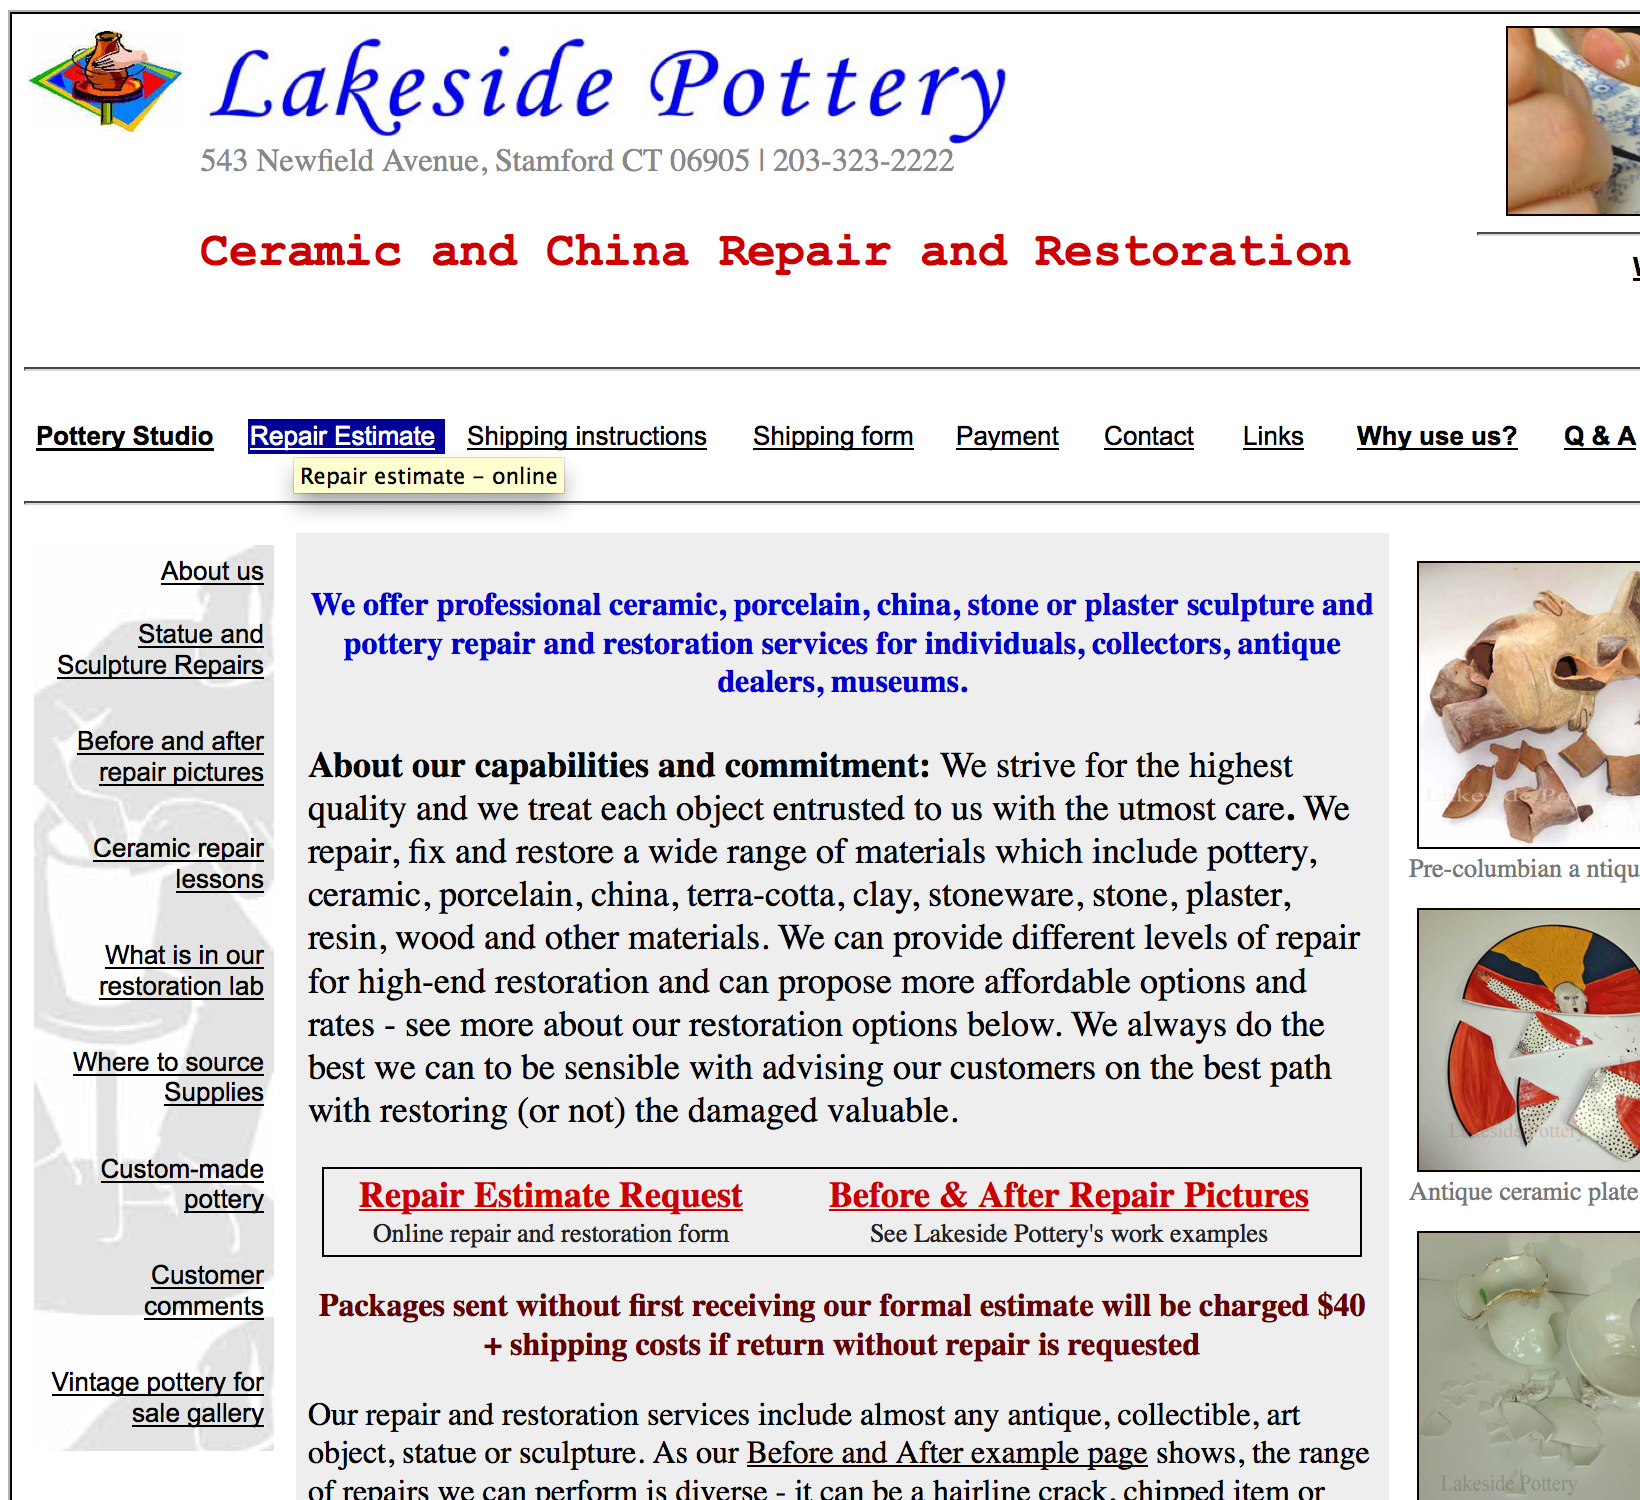 Lakeside Pottery
543 Newfield Avenue, Stamford CT 06905 | 203-323-2222
Ceramic and China Repair and Restoration
Pottery Studio Repair Estimate Shipping instructions Shipping form Payment Contact Links Why use us? Q & A
Repair estimate – online
About us
Statue and
Sculpture Repairs
Before and after
repair pictures
Ceramic repair
lessons
What is in our
restoration lab
Where to source
Supplies
Custom-made
pottery
Customer
comments
Vintage pottery for
sale gallery
We offer professional ceramic, porcelain, china, stone or plaster sculpture and
pottery repair and restoration services for individuals, collectors, antique
dealers, museums.
About our capabilities and commitment: We strive for the highest
quality and we treat each object entrusted to us with the utmost care. We
repair, fix and restore a wide range of materials which include pottery,
ceramic, porcelain, china, terra-cotta, clay, stoneware, stone, plaster,
resin, wood and other materials. We can provide different levels of repair
for high-end restoration and can propose more affordable options and
rates - see more about our restoration options below. We always do the
best we can to be sensible with advising our customers on the best path
with restoring (or not) the damaged valuable.
Repair Estimate Request Before & After Repair Pictures
Online repair and restoration form See Lakeside Pottery's work examples
Packages sent without first receiving our formal estimate will be charged $40
+ shipping costs if return without repair is requested
Our repair and restoration services include almost any antique, collectible, art
object, statue or sculpture. As our Before and After example page shows, the range
of repairs we can perform is diverse - it can be a hairline crack, chipped item or
Pre-columbian a ntiqu
Lakeside Pottery
Antique ceramic plate
Lakeside Pottery